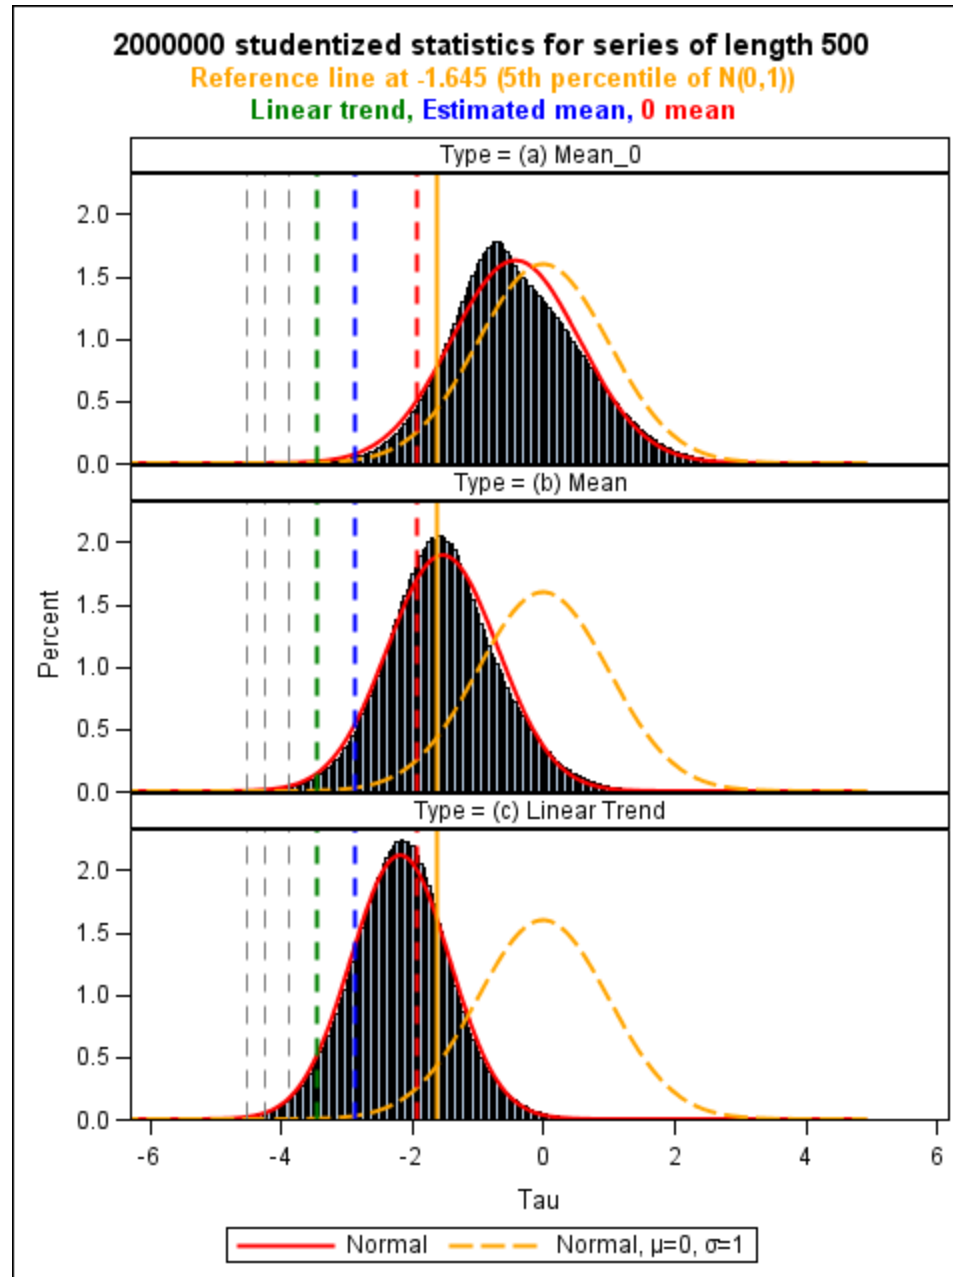 2000000 studentized statistics for series of length 500
Reference line at -1.645 (5th percentile of N(0,1))
Linear trend, Estimated mean, 0 mean
Type = (a) Mean_0
2.0
1.5
1.0
0.5
0.0
Type = (b) Mean
2.0
1.5
1.0
0.5
0.0
Percent
Type = (c) Linear Trend
2.0
1.5
1.0
0.5
0.0
-6 -4 -2 0 2 4 6
Tau
Normal Normal, μ=0, σ=1